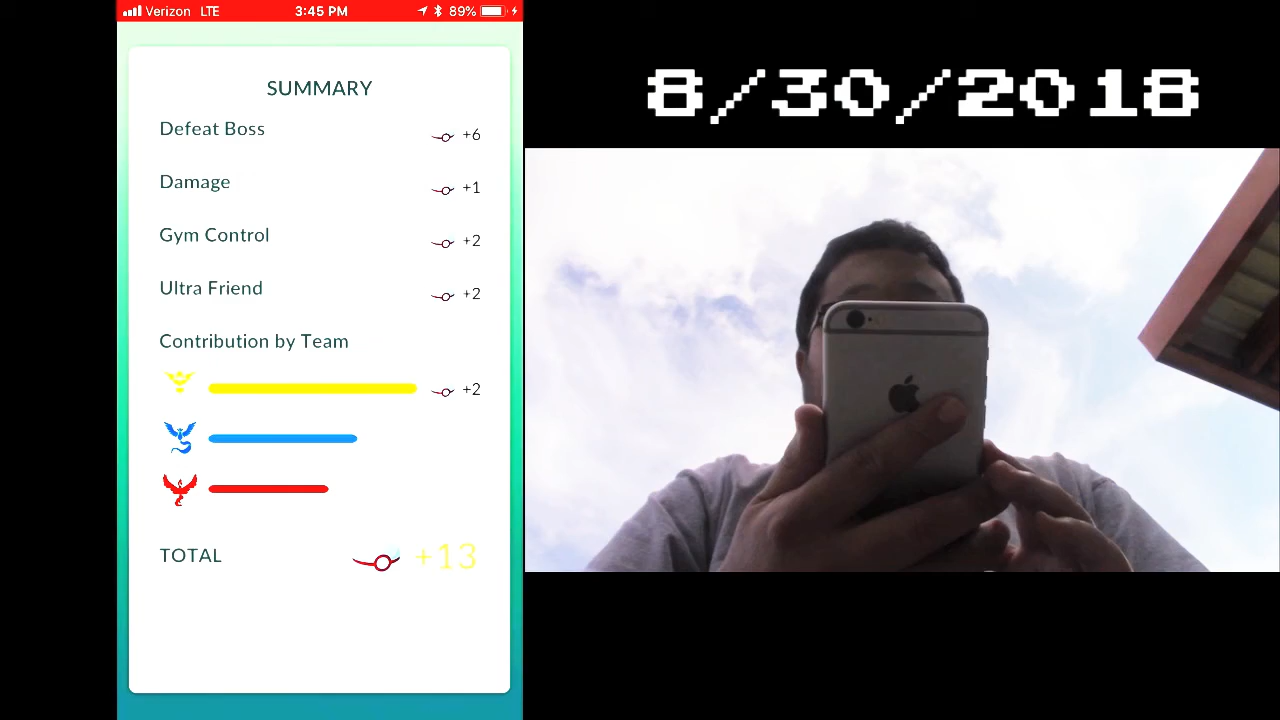 Verizon LTE 3:45 PM 89%
SUMMARY
Defeat Boss +6
Damage +1
Gym Control +2
Ultra Friend +2
Contribution by Team
+2
TOTAL +13
8/30/2018